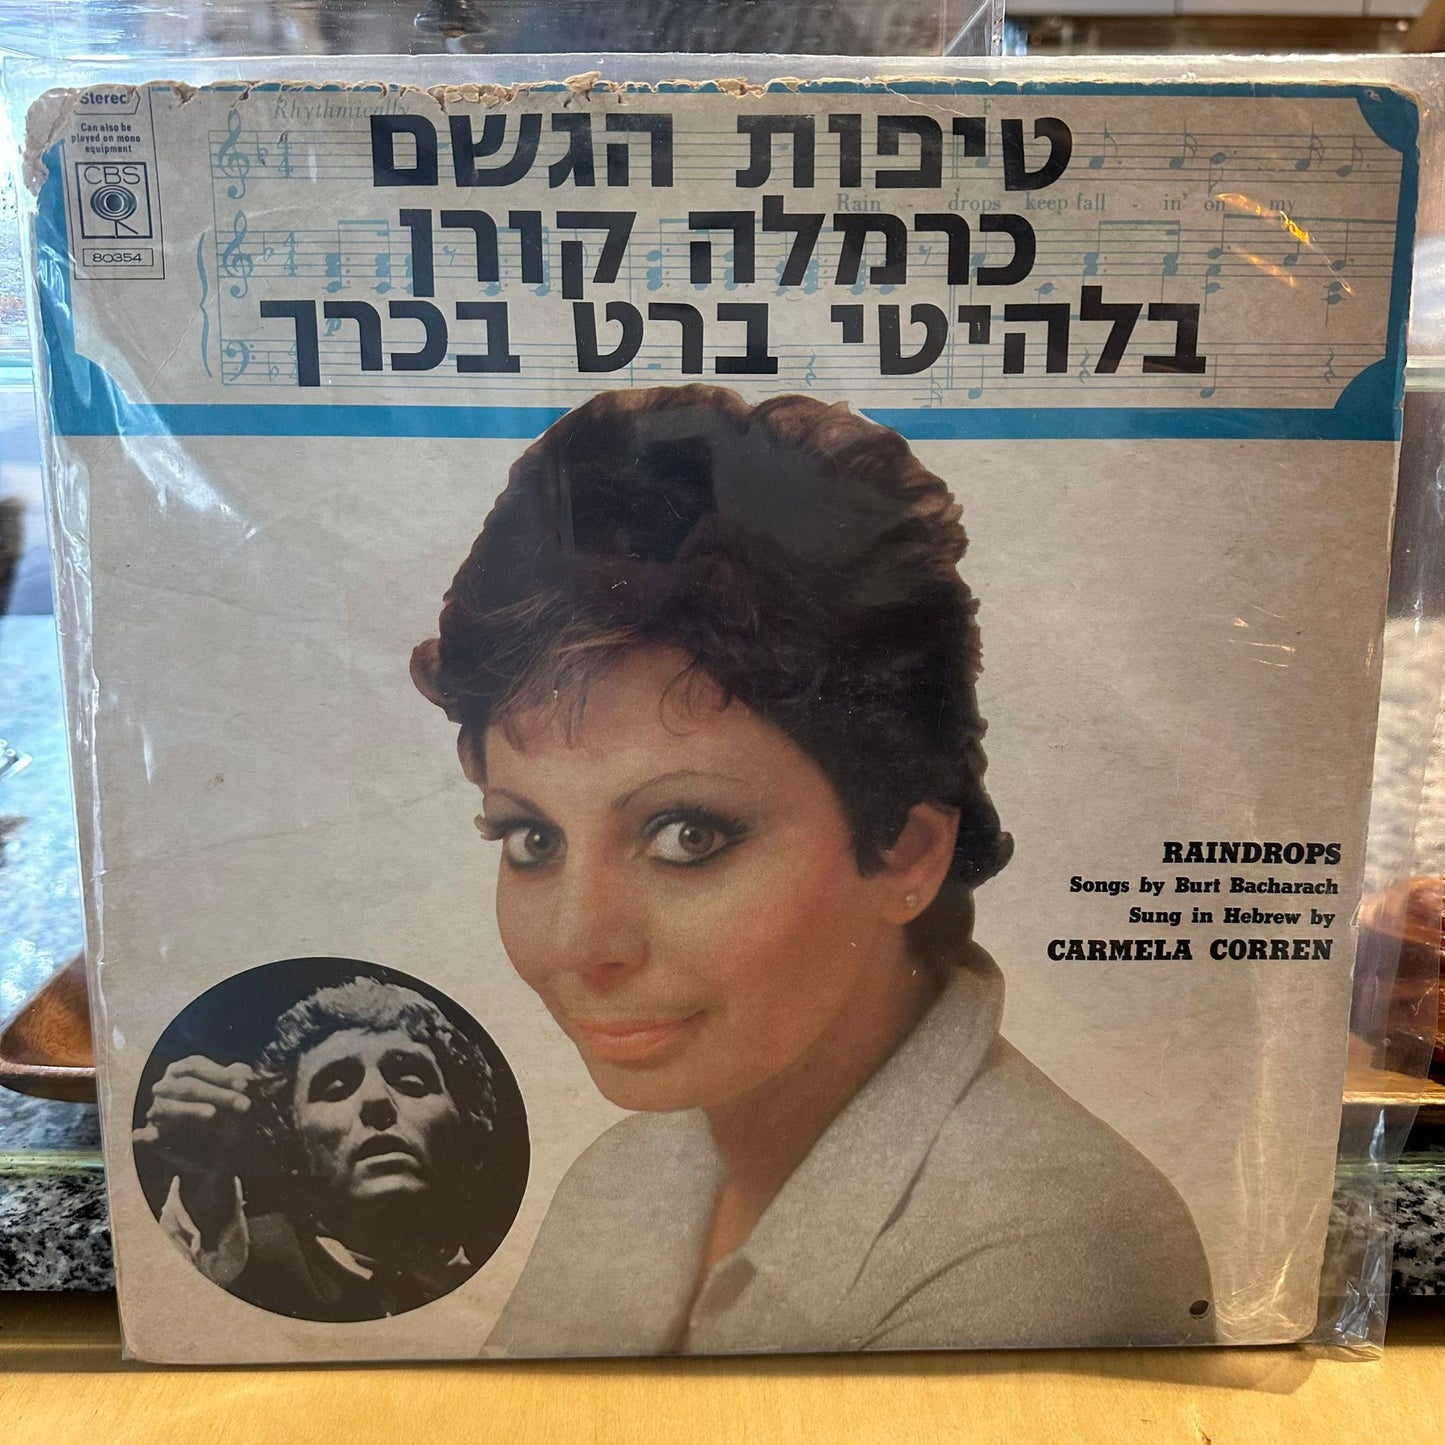 Stereo
Can also be
played on mono
equipment
CBS
80354
Rhythmically
F
טיפות הגשם
Rain - drops keep fall - in' on my
כרמלה קורן
p
בלהיטי ברט בכרך
RAINDROPS
Songs by Burt Bacharach
Sung in Hebrew by
CARMELA CORREN